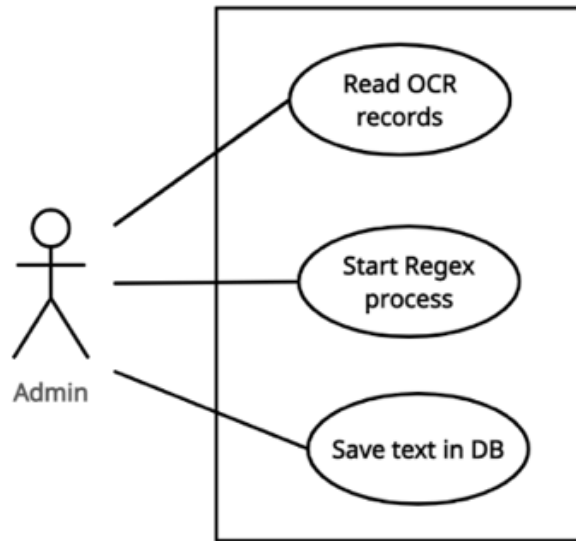 Read OCR
records
Start Regex
process
Admin
Save text in DB